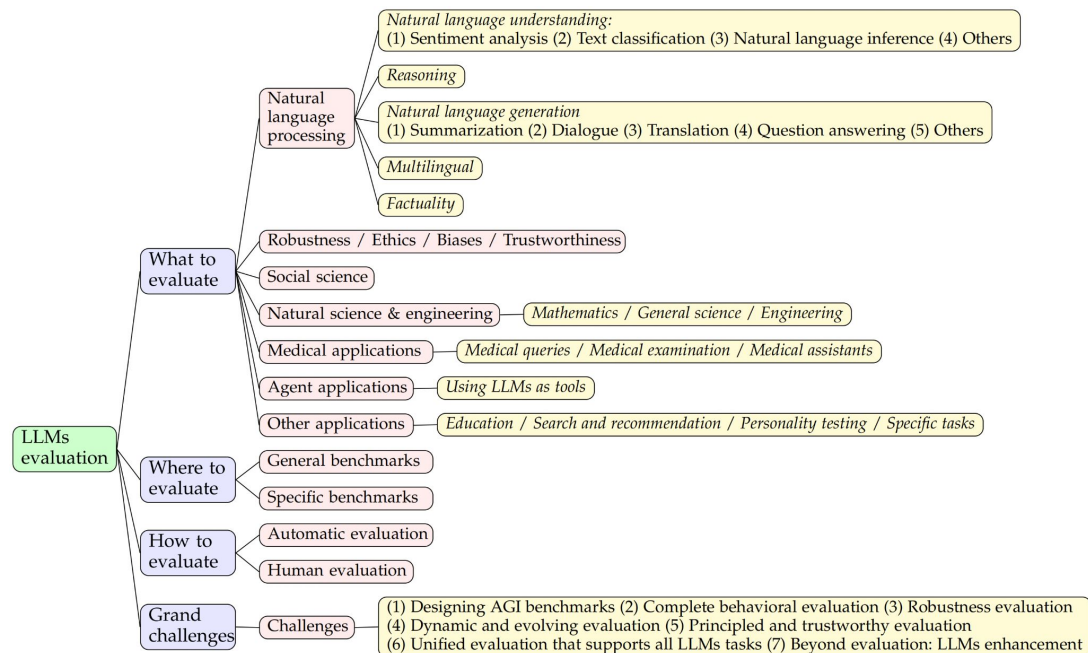 LLMs
evaluation
What to
evaluate
Natural
language
processing
Natural language understanding:
(1) Sentiment analysis (2) Text classification (3) Natural language inference (4) Others
Reasoning
Natural language generation
(1) Summarization (2) Dialogue (3) Translation (4) Question answering (5) Others
Multilingual
Factuality
Robustness / Ethics / Biases / Trustworthiness
Social science
Natural science & engineering
Mathematics / General science / Engineering
Medical applications
Medical queries / Medical examination / Medical assistants
Agent applications
Using LLMs as tools
Other applications
Education / Search and recommendation / Personality testing / Specific tasks
Where to
evaluate
General benchmarks
Specific benchmarks
How to
evaluate
Automatic evaluation
Human evaluation
Grand
challenges
Challenges
(1) Designing AGI benchmarks (2) Complete behavioral evaluation (3) Robustness evaluation
(4) Dynamic and evolving evaluation (5) Principled and trustworthy evaluation
(6) Unified evaluation that supports all LLMs tasks (7) Beyond evaluation: LLMs enhancement